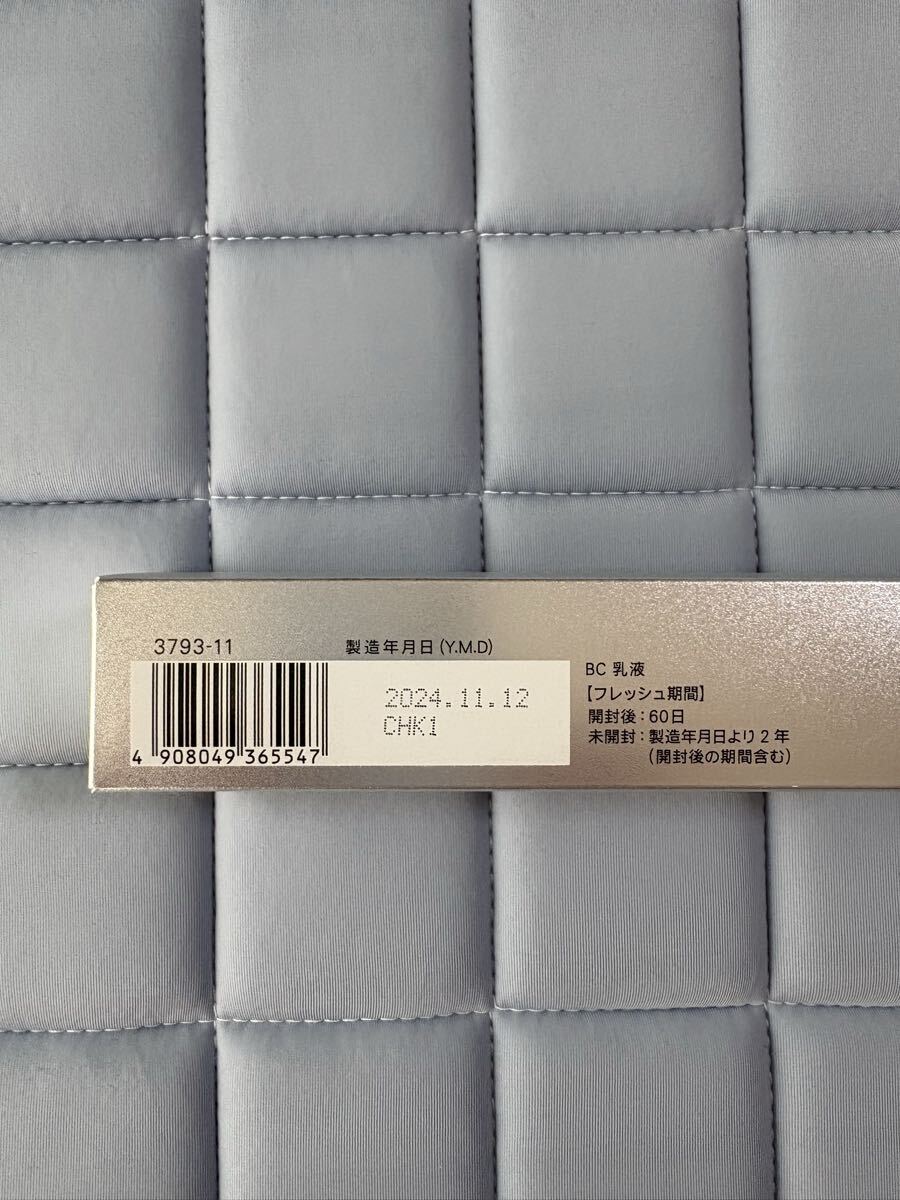 3793-11
製造年月日(Y.M.D)
2024.11.12
CHK1
4 908049 365547
BC 乳液
【フレッシュ期間】
開封後：60日
未開封：製造年月日より2年
（開封後の期間含む）